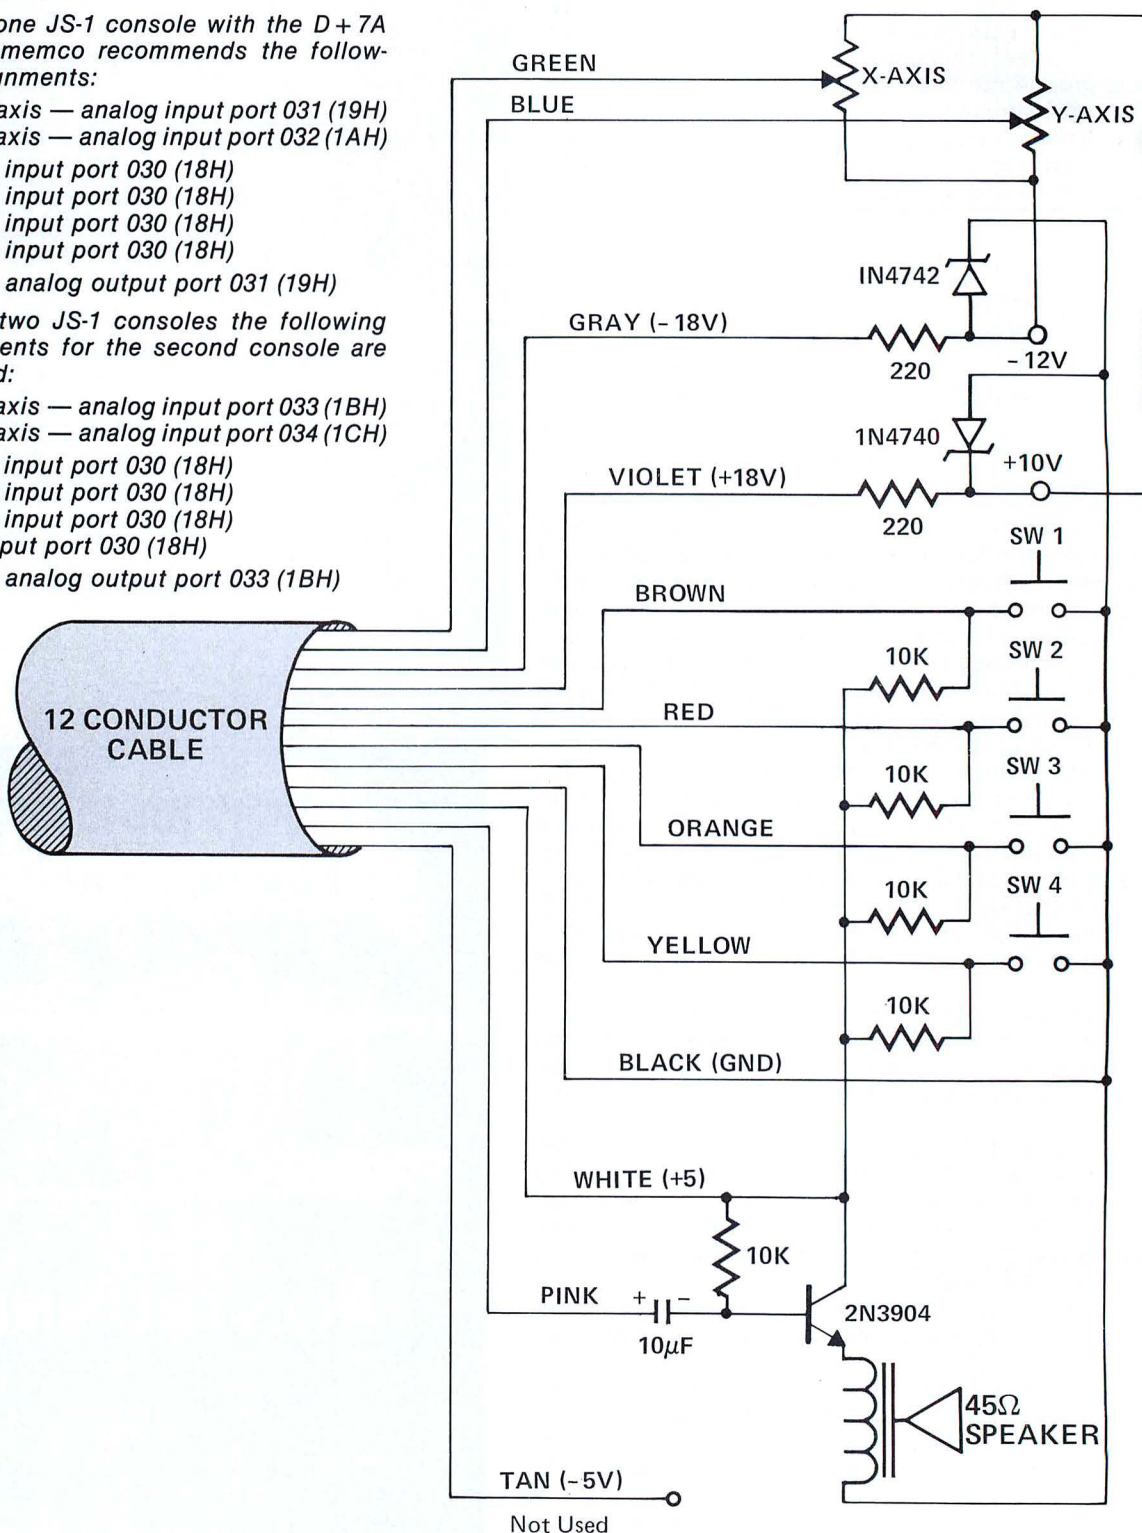 one JS-1 console with the D + 7A
memco recommends the follow-
nments:
axis — analog input port 031 (19H)
axis — analog input port 032 (1AH)
input port 030 (18H)
input port 030 (18H)
input port 030 (18H)
input port 030 (18H)
analog output port 031 (19H)
two JS-1 consoles the following
ents for the second console are
d:
axis — analog input port 033 (1BH)
axis — analog input port 034 (1CH)
input port 030 (18H)
input port 030 (18H)
input port 030 (18H)
put port 030 (18H)
analog output port 033 (1BH)
12 CONDUCTOR
CABLE
GREEN
X-AXIS
BLUE
Y-AXIS
IN4742
GRAY (-18V)
220
-12V
1N4740
+10V
VIOLET (+18V)
220
SW 1
BROWN
10K
SW 2
RED
10K
SW 3
ORANGE
10K
SW 4
YELLOW
10K
BLACK (GND)
WHITE (+5)
10K
PINK
+ -
10µF
2N3904
45Ω
SPEAKER
TAN (-5V)
Not Used